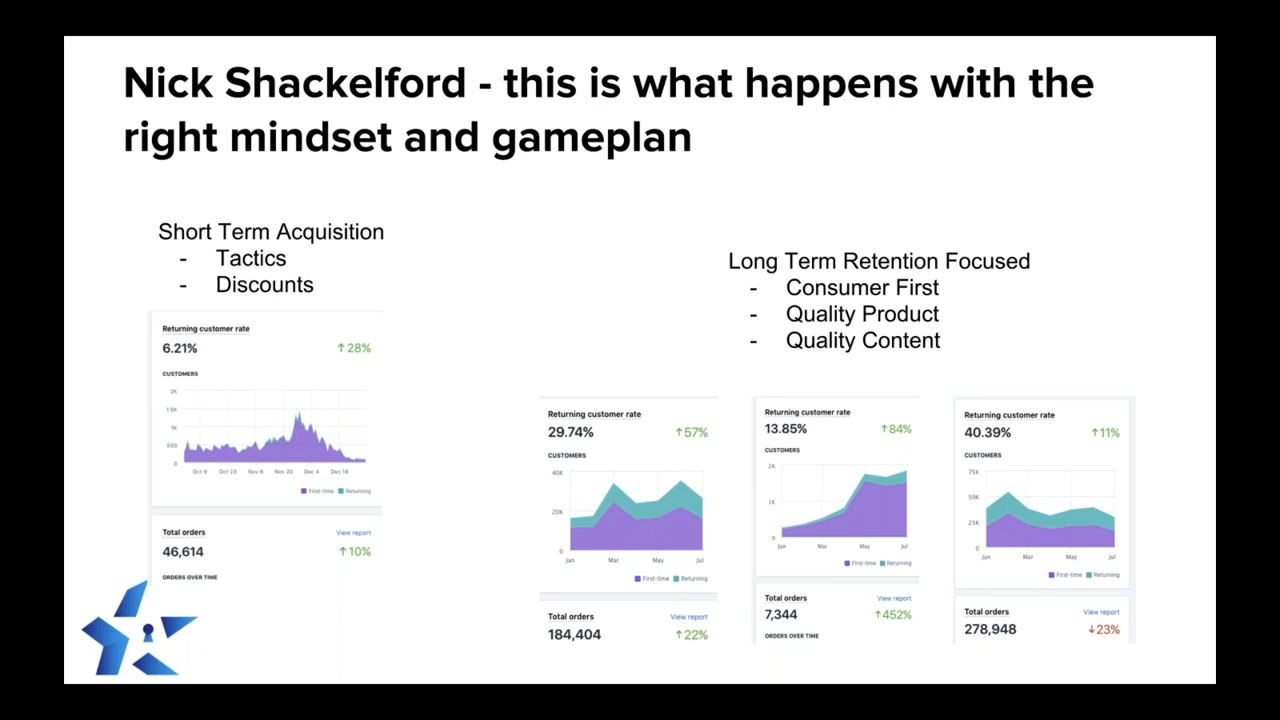 Nick Shackelford - this is what happens with the
right mindset and gameplan
Short Term Acquisition
- Tactics
- Discounts
Returning customer rate
6.21% ↑28%
CUSTOMERS
2K
1.5K
1K
500
0
Oct 9 Oct 23 Nov 6 Nov 20 Dec 4 Dec 18
First-time Returning
Total orders View report
46,614 ↑10%
ORDERS OVER TIME
Long Term Retention Focused
- Consumer First
- Quality Product
- Quality Content
Returning customer rate
29.74% ↑57%
CUSTOMERS
40K
20K
0
Jan Mar May Jul
First-time Returning
Total orders View report
184,404 ↑22%
Returning customer rate
13.85% ↑84%
CUSTOMERS
2K
1K
0
Jan Mar May Jul
First-time Returning
Total orders View report
7,344 ↑452%
ORDERS OVER TIME
Returning customer rate
40.39% ↑11%
CUSTOMERS
75K
50K
25K
0
Jan Mar May Jul
First-time Returning
Total orders View report
278,948 ↓23%